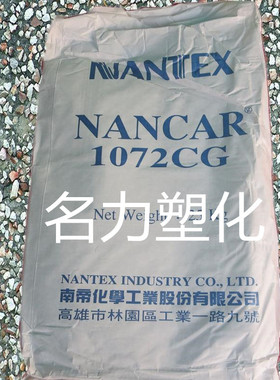 NANTEX
NANCAR
1072CG
名力塑化
Net Weight
NANTEX INDUSTRY CO., LTD.
南帝化學工業股份有限公司
高雄市林園區工業一路九號